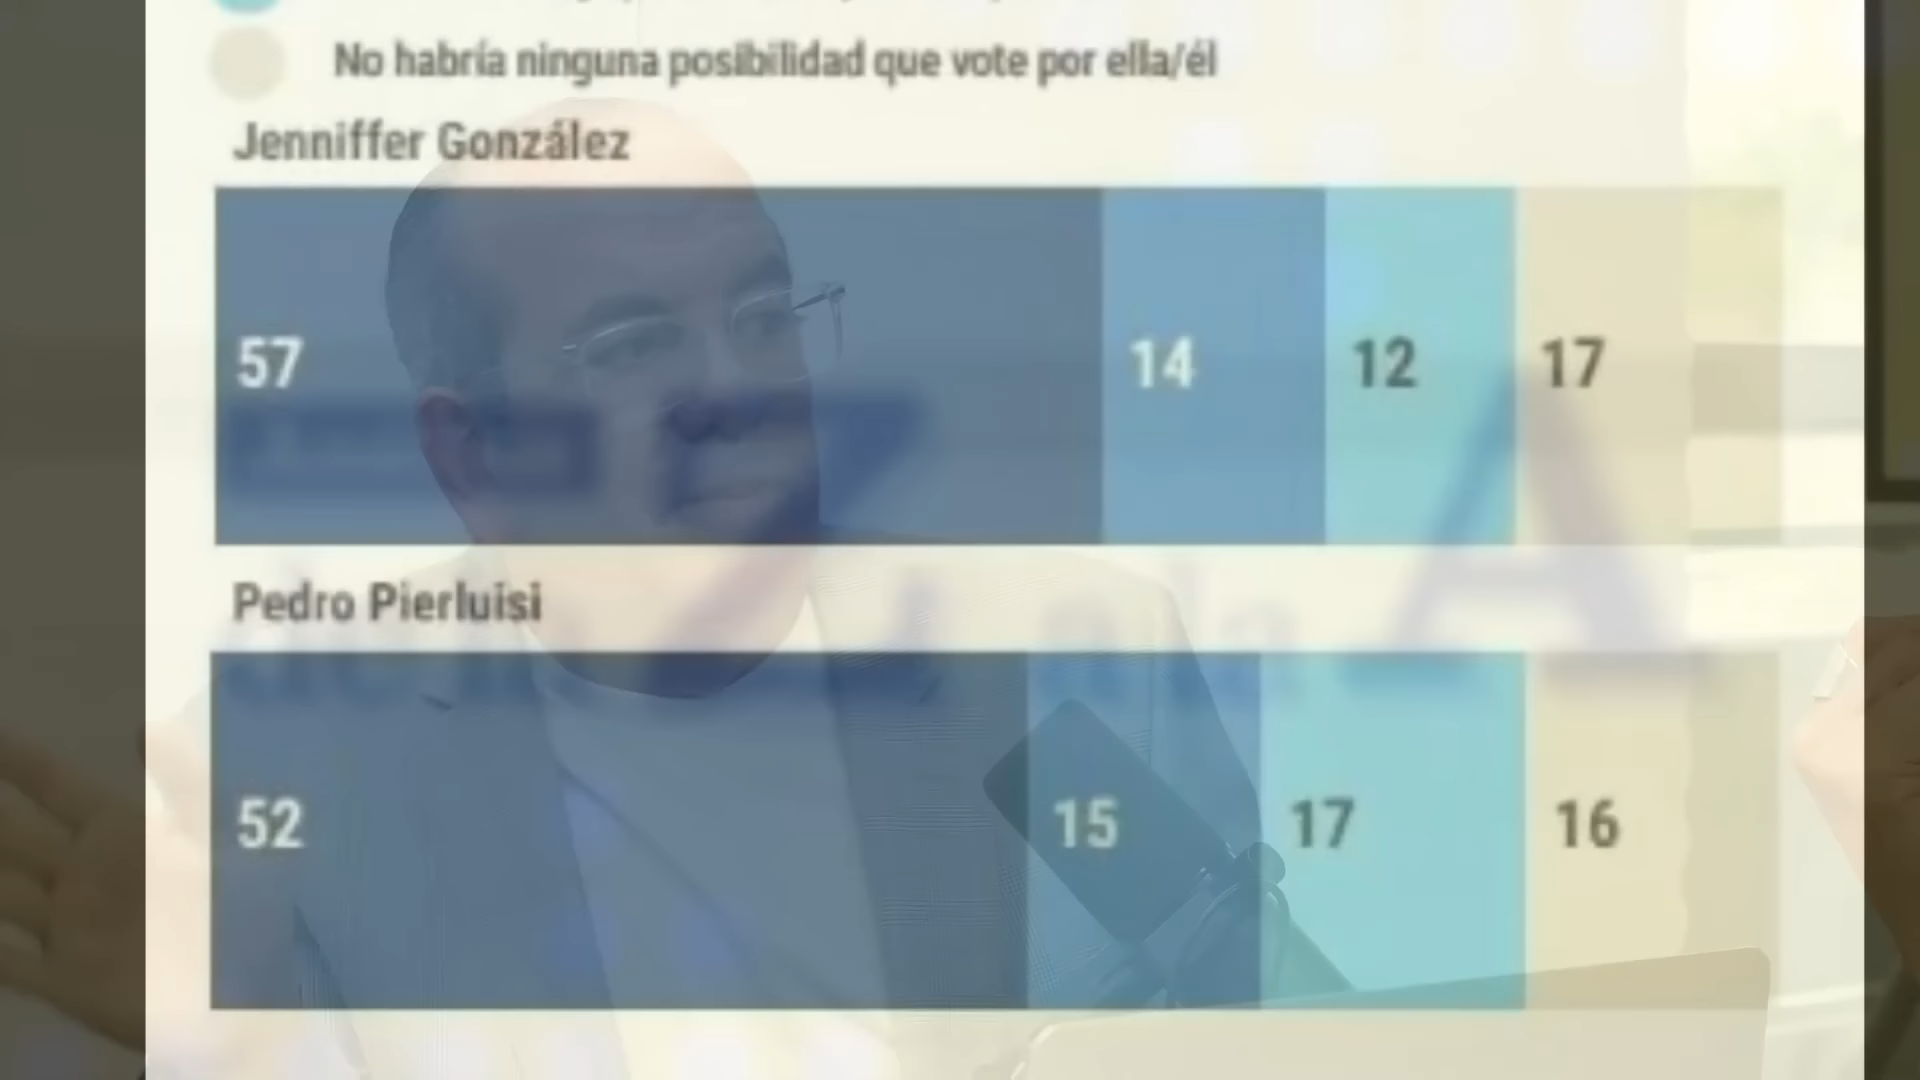 No habría ninguna posibilidad que vote por ella/él
Jenniffer González
57 14 12 17
Pedro Pierluisi
52 15 17 16